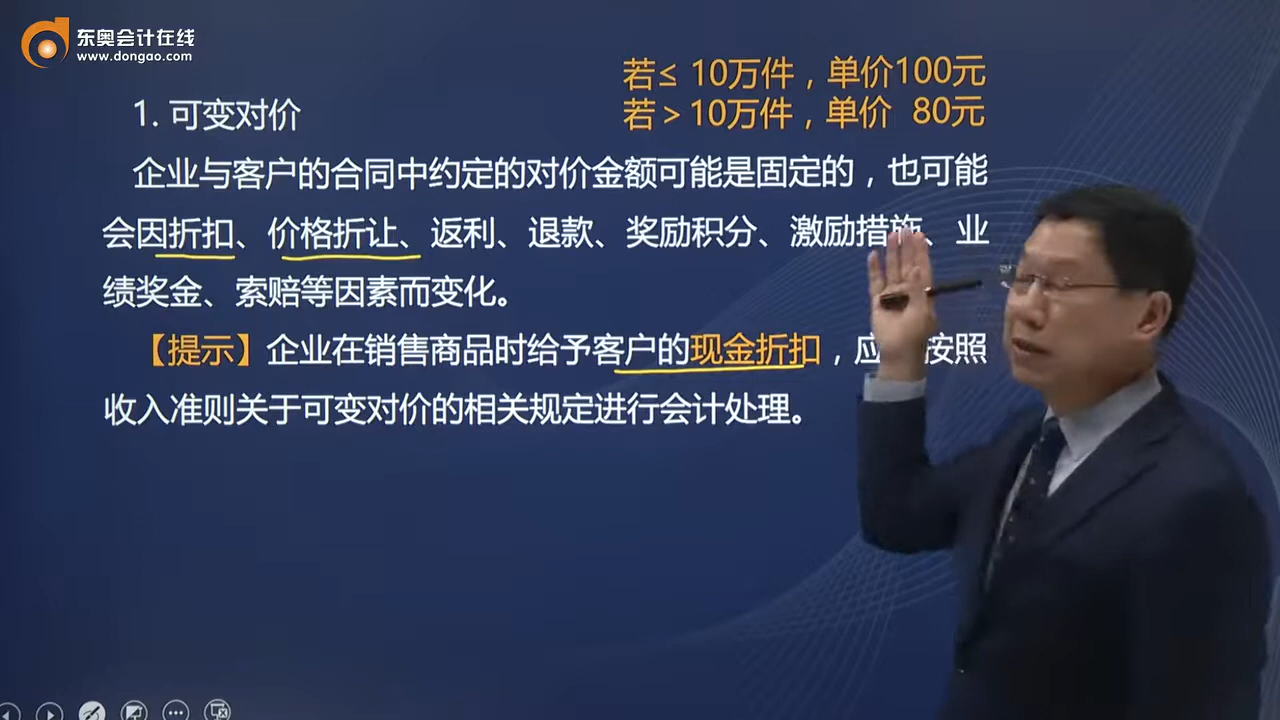 东奥会计在线
www.dongao.com
若≤ 10万件，单价100元
若＞10万件，单价 80元
1. 可变对价
企业与客户的合同中约定的对价金额可能是固定的，也可能
会因折扣、价格折让、返利、退款、奖励积分、激励措施、业
绩奖金、索赔等因素而变化。
【提示】企业在销售商品时给予客户的现金折扣，应 按照
收入准则关于可变对价的相关规定进行会计处理。